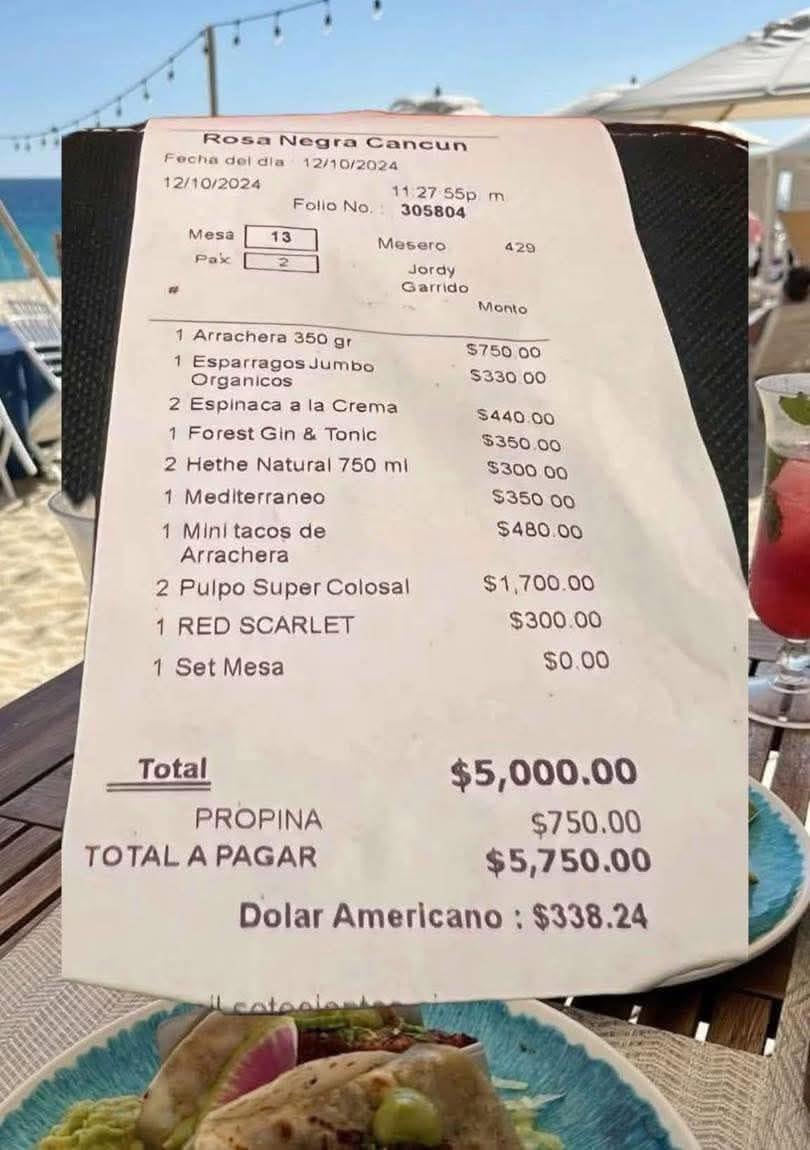 Rosa Negra Cancun
Fecha del dia : 12/10/2024
12/10/2024
11:27:55p. m
Folio No. : 305804
Mesa 13 Mesero 429
Pax 2 Jordy
Garrido
#
Monto
1 Arrachera 350 gr $750.00
1 Esparragos Jumbo $330.00
Organicos
2 Espinaca a la Crema $440.00
1 Forest Gin & Tonic $350.00
2 Hethe Natural 750 ml $300.00
1 Mediterraneo $350.00
1 Mini tacos de $480.00
Arrachera
2 Pulpo Super Colosal $1,700.00
1 RED SCARLET $300.00
1 Set Mesa $0.00
Total $5,000.00
PROPINA $750.00
TOTAL A PAGAR $5,750.00
Dolar Americano : $338.24